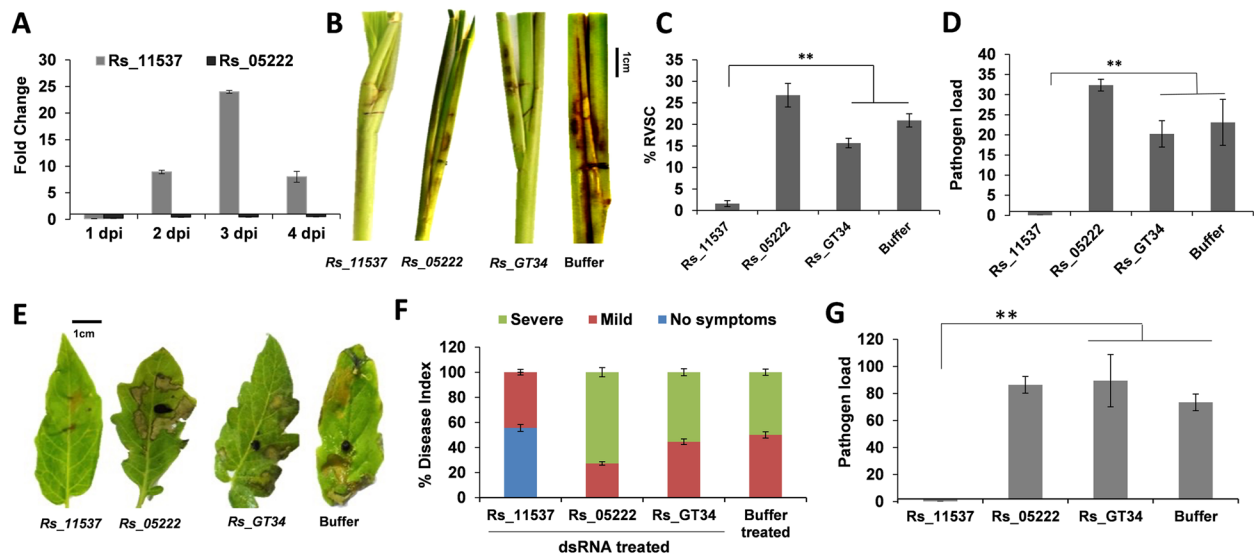 A
Rs_11537 Rs_05222
Fold Change
30
25
20
15
10
5
0
1 dpi 2 dpi 3 dpi 4 dpi
B
1cm
Rs_11537 Rs_05222 Rs_GT34 Buffer
C
**
% RVSC
35
30
25
20
15
10
5
0
Rs_11537 Rs_05222 Rs_GT34 Buffer
D
**
Pathogen load
40
35
30
25
20
15
10
5
0
Rs_11537 Rs_05222 Rs_GT34 Buffer
E
1cm
Rs_11537 Rs_05222 Rs_GT34 Buffer
F
Severe Mild No symptoms
% Disease Index
120
100
80
60
40
20
0
Rs_11537 Rs_05222 Rs_GT34 Buffer
treated
dsRNA treated
G
**
Pathogen load
120
100
80
60
40
20
0
Rs_11537 Rs_05222 Rs_GT34 Buffer